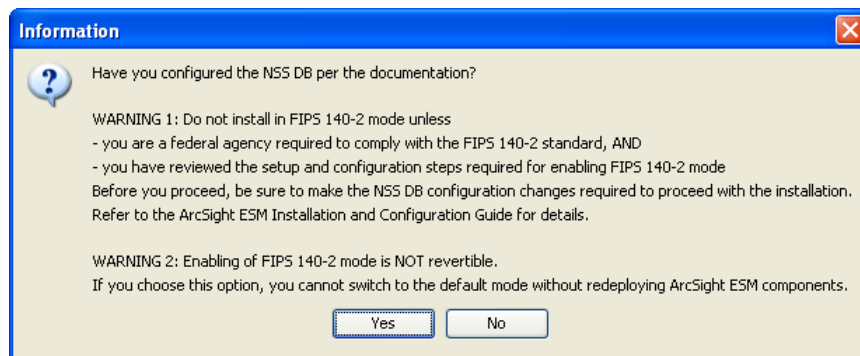 Information
Have you configured the NSS DB per the documentation?
WARNING 1: Do not install in FIPS 140-2 mode unless
- you are a federal agency required to comply with the FIPS 140-2 standard, AND
- you have reviewed the setup and configuration steps required for enabling FIPS 140-2 mode
Before you proceed, be sure to make the NSS DB configuration changes required to proceed with the installation.
Refer to the ArcSight ESM Installation and Configuration Guide for details.
WARNING 2: Enabling of FIPS 140-2 mode is NOT revertible.
If you choose this option, you cannot switch to the default mode without redeploying ArcSight ESM components.
Yes
No